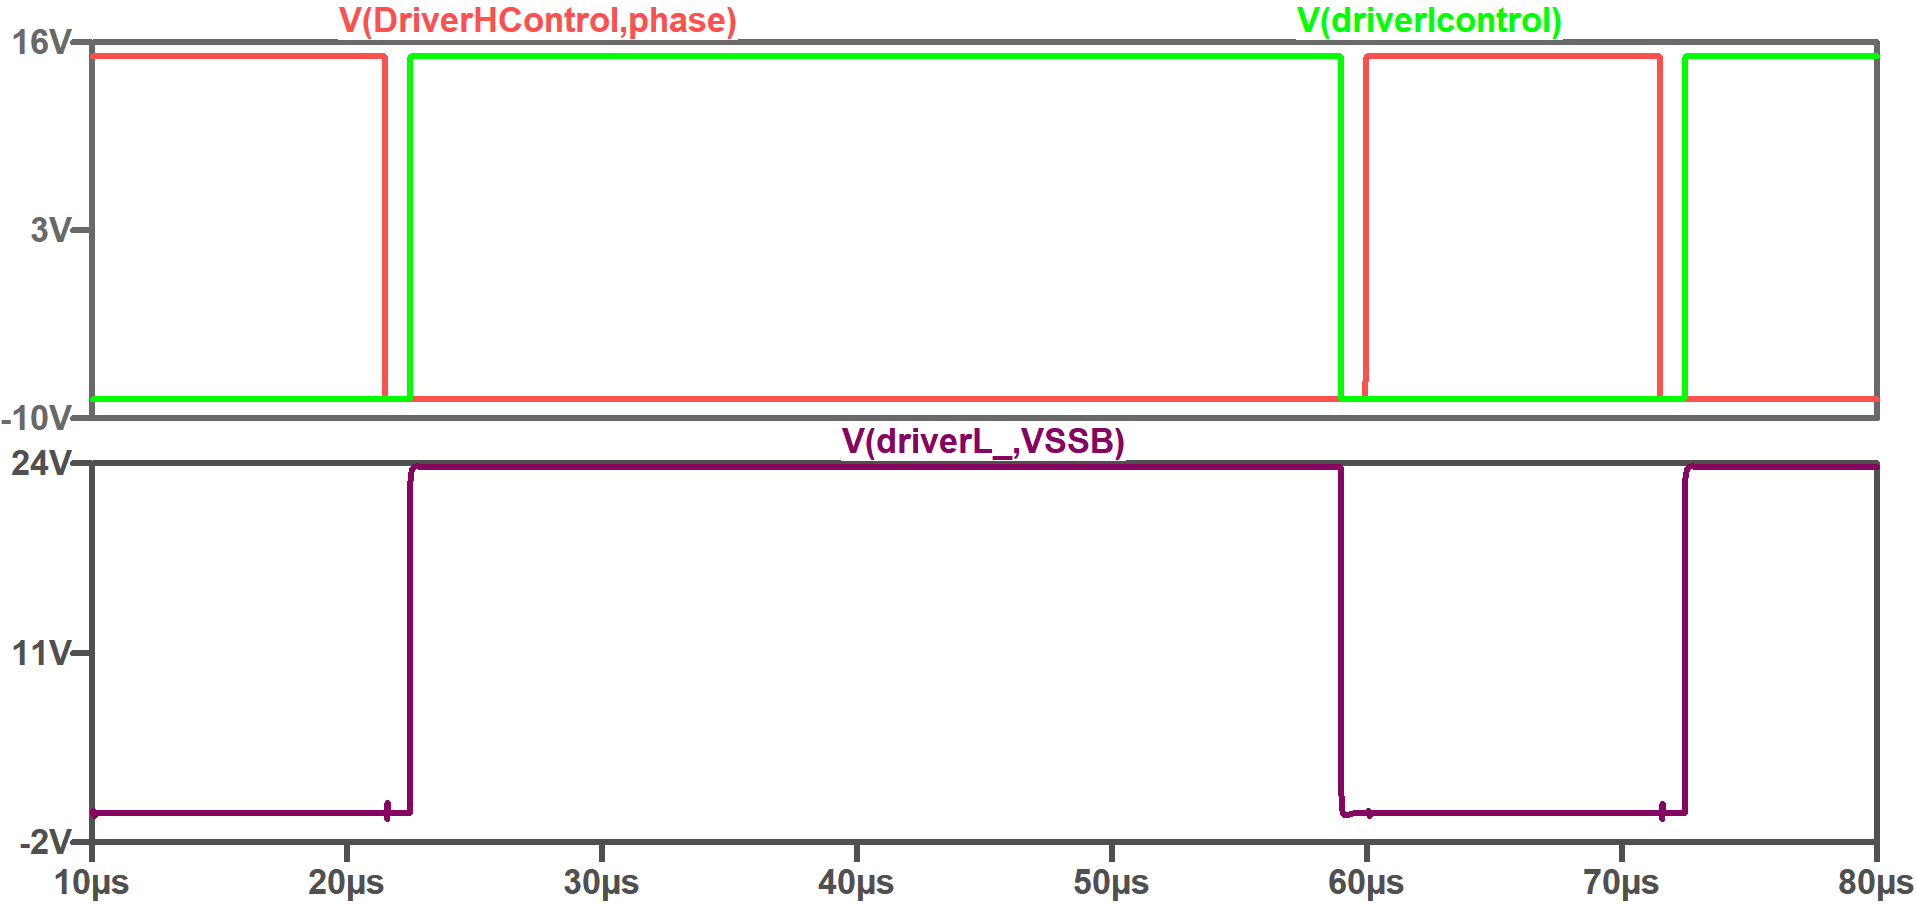 V(DriverHControl,phase) V(driverlcontrol)
16V
3V
-10V
V(driverL_,VSSB)
24V
11V
-2V
10µs 20µs 30µs 40µs 50µs 60µs 70µs 80µs